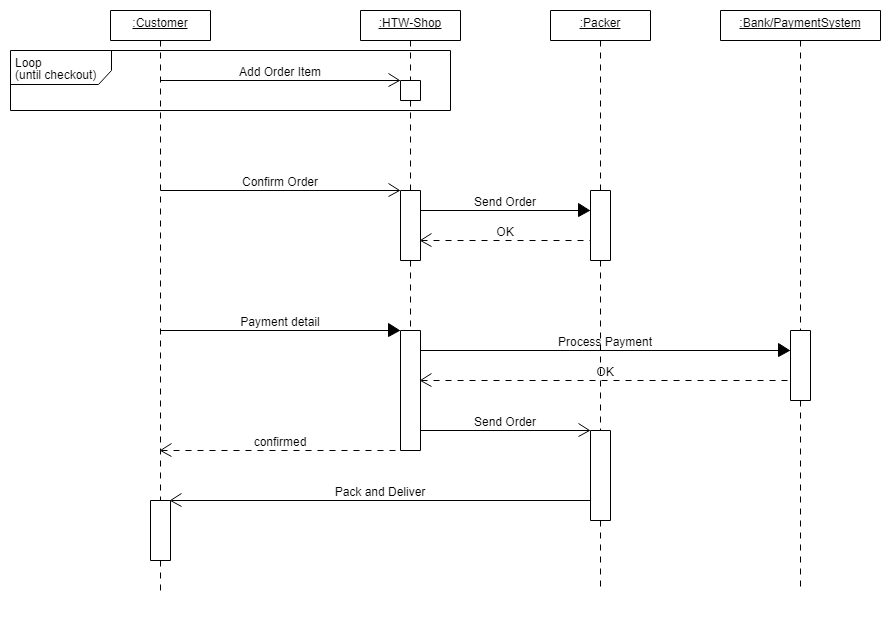 :Customer
:HTW-Shop
:Packer
:Bank/PaymentSystem
Loop
(until checkout)
Add Order Item
Confirm Order
Send Order
OK
Payment detail
Process Payment
OK
Send Order
confirmed
Pack and Deliver